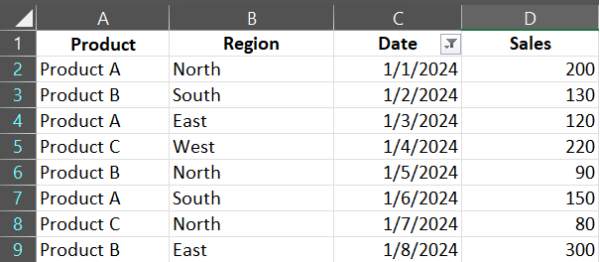 A B C D
1 Product Region Date Sales
2 Product A North 1/1/2024 200
3 Product B South 1/2/2024 130
4 Product A East 1/3/2024 120
5 Product C West 1/4/2024 220
6 Product B North 1/5/2024 90
7 Product A South 1/6/2024 150
8 Product C North 1/7/2024 80
9 Product B East 1/8/2024 300